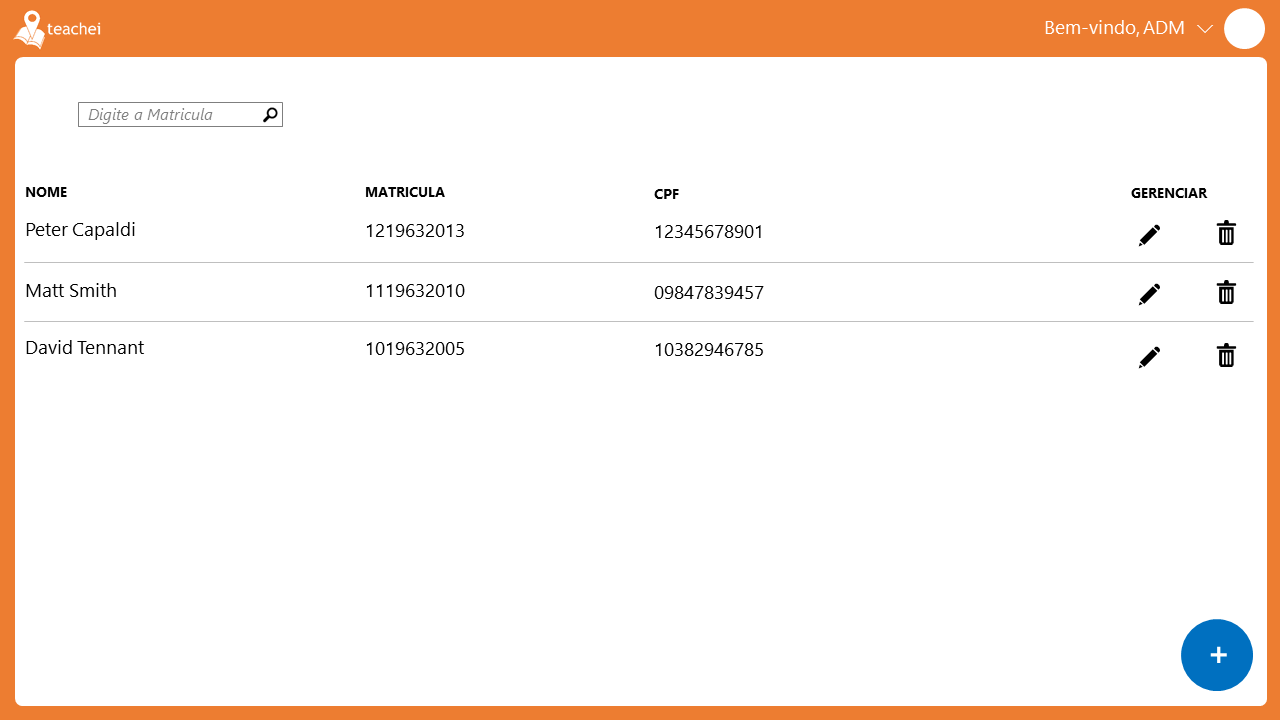 teachei
Bem-vindo, ADM
Digite a Matricula
NOME MATRICULA CPF GERENCIAR
Peter Capaldi 1219632013 12345678901
Matt Smith 1119632010 09847839457
David Tennant 1019632005 10382946785
+